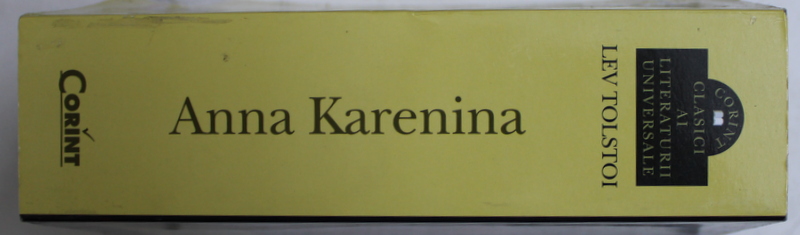 CORINT
CLASICI
AI
LITERATURII
UNIVERSALE
LEV TOLSTOI
Anna Karenina
CORINT